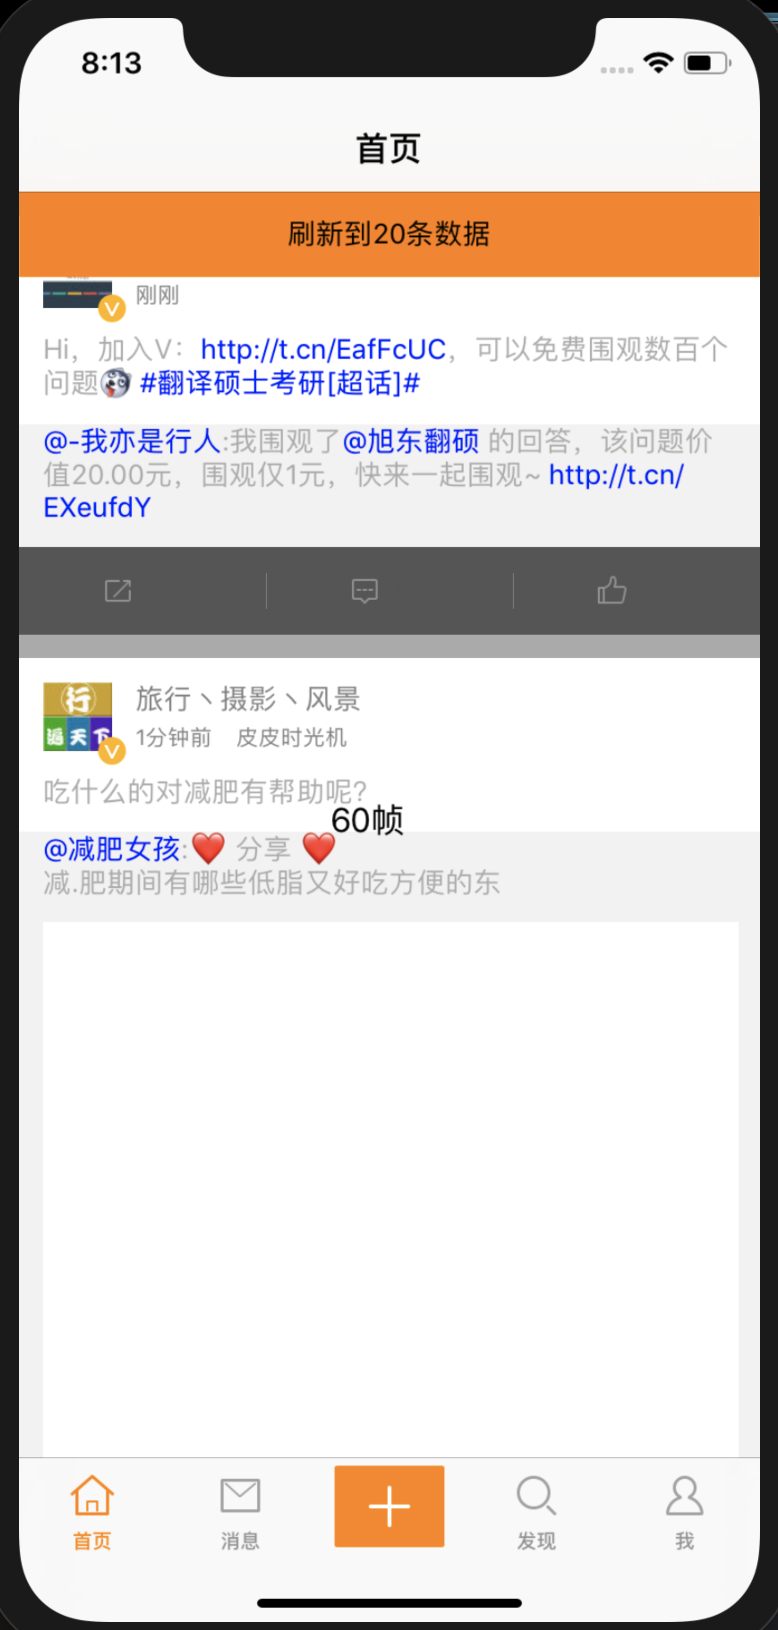 8:13
首页
刷新到20条数据
刚刚
Hi，加入V：http://t.cn/EafFcUC，可以免费围观数百个
问题 #翻译硕士考研[超话]#
@-我亦是行人:我围观了@旭东翻硕 的回答，该问题价
值20.00元，围观仅1元，快来一起围观~ http://t.cn/
EXeufdY
行
遍天下
旅行丶摄影丶风景
1分钟前 皮皮时光机
吃什么的对减肥有帮助呢?
60帧
@减肥女孩:❤️ 分享 ❤️
减.肥期间有哪些低脂又好吃方便的东
首页
消息
发现
我